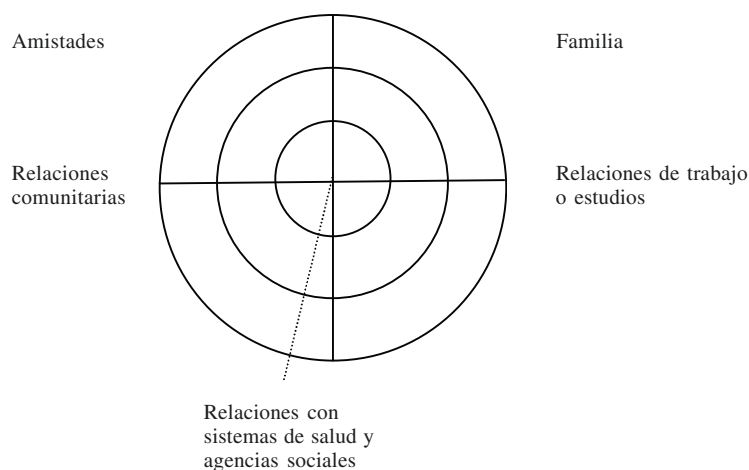 Amistades
Familia
Relaciones
comunitarias
Relaciones de trabajo
o estudios
Relaciones con
sistemas de salud y
agencias sociales